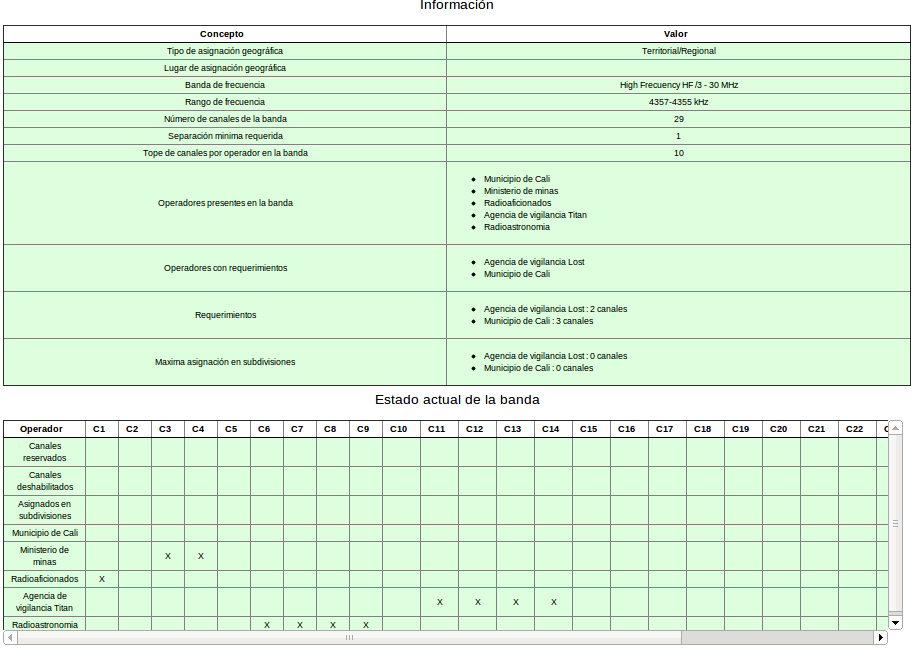 Información
Concepto Valor
Tipo de asignación geográfica Territorial/Regional
Lugar de asignación geográfica
Banda de frecuencia High Frecuency HF /3 - 30 MHz
Rango de frecuencia 4357-4355 kHz
Número de canales de la banda 29
Separación minima requerida 1
Tope de canales por operador en la banda 10
Operadores presentes en la banda
Municipio de Cali
Ministerio de minas
Radioaficionados
Agencia de vigilancia Titan
Radioastronomia
Operadores con requerimientos
Agencia de vigilancia Lost
Municipio de Cali
Requerimientos
Agencia de vigilancia Lost : 2 canales
Municipio de Cali : 3 canales
Maxima asignación en subdivisiones
Agencia de vigilancia Lost : 0 canales
Municipio de Cali : 0 canales
Estado actual de la banda
Operador C1 C2 C3 C4 C5 C6 C7 C8 C9 C10 C11 C12 C13 C14 C15 C16 C17 C18 C19 C20 C21 C22
Canales
reservados
Canales
deshabilitados
Asignados en
subdivisiones
Municipio de Cali
Ministerio de
minas
X X
Radioaficionados X
Agencia de
vigilancia Titan
X X X X
Radioastronomia X X X X